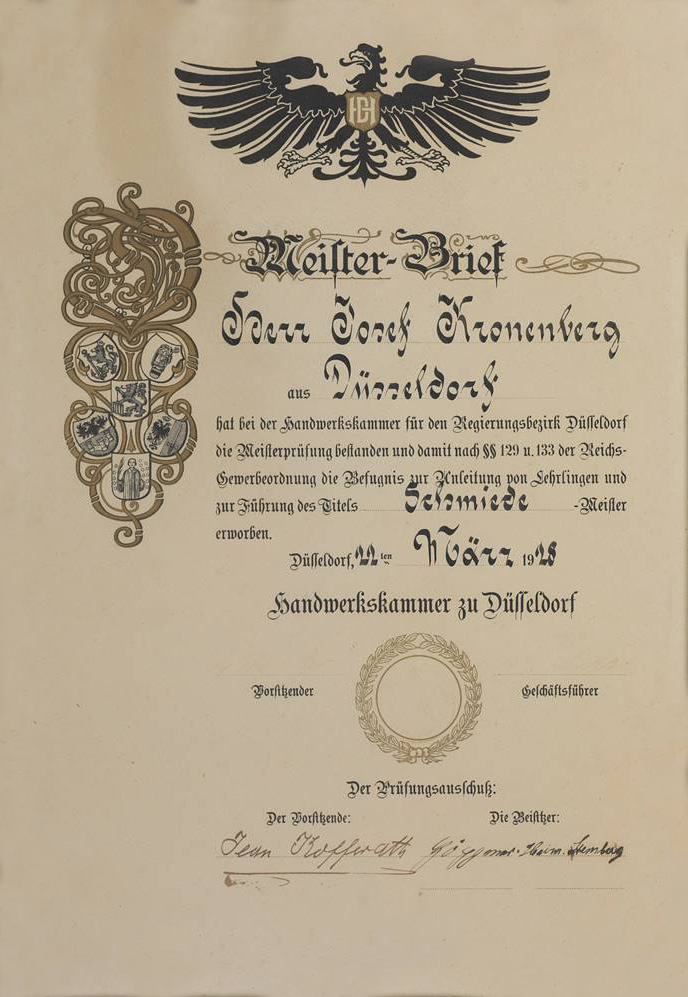 HGH
Meister-Brief
Herr Josef Kronenberg
aus Düsseldorf
hat bei der Handwerkskammer für den Regierungsbezirk Düsseldorf
die Meisterprüfung bestanden und damit nach §§ 129 u. 133 der Reichs-
Gewerbeordnung die Befugnis zur Anleitung von Lehrlingen und
zur Führung des Titels Schmiede -Meister
erworben.
Düsseldorf, 22ten März 1928
Handwerkskammer zu Düsseldorf
Vorsitzender Geschäftsführer
Der Prüfungsausschuß:
Der Vorsitzende: Die Beisitzer:
Jean Kofferath